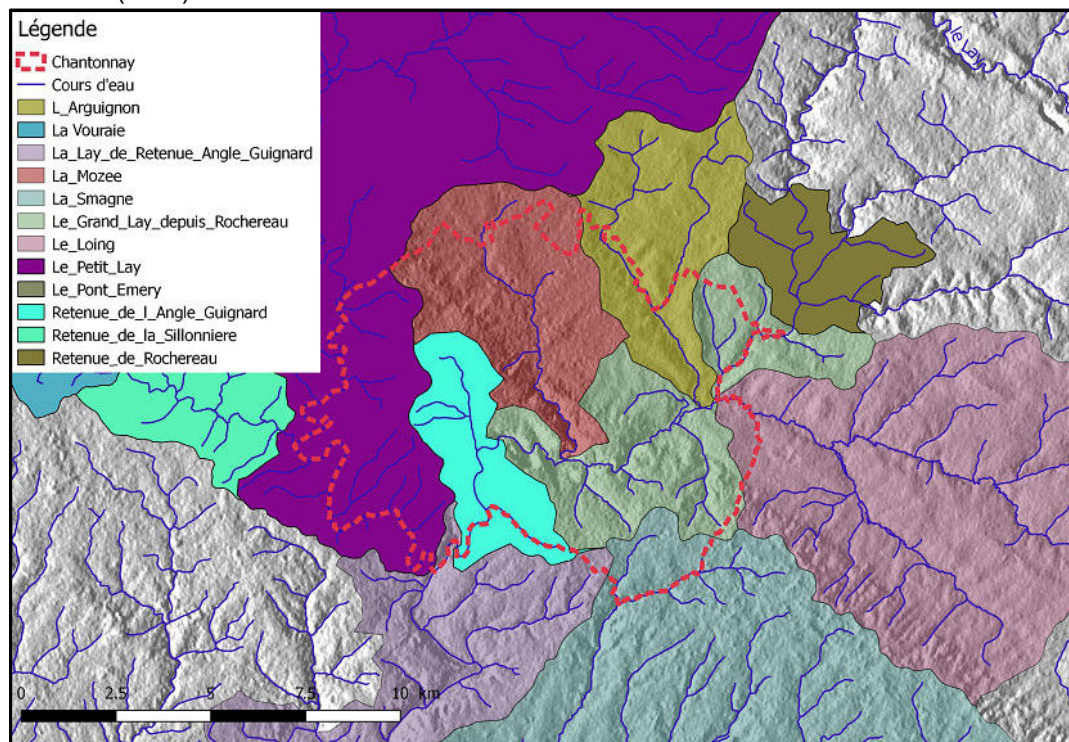 Légende
Chantonnay
Cours d'eau
L_Arguignon
La Vouraie
La_Lay_de_Retenue_Angle_Guignard
La_Mozee
La_Smagne
Le_Grand_Lay_depuis_Rochereau
Le_Loing
Le_Petit_Lay
Le_Pont_Emery
Retenue_de_l_Angle_Guignard
Retenue_de_la_Sillonniere
Retenue_de_Rochereau
le Lay
0 2.5 5 7.5 10 km